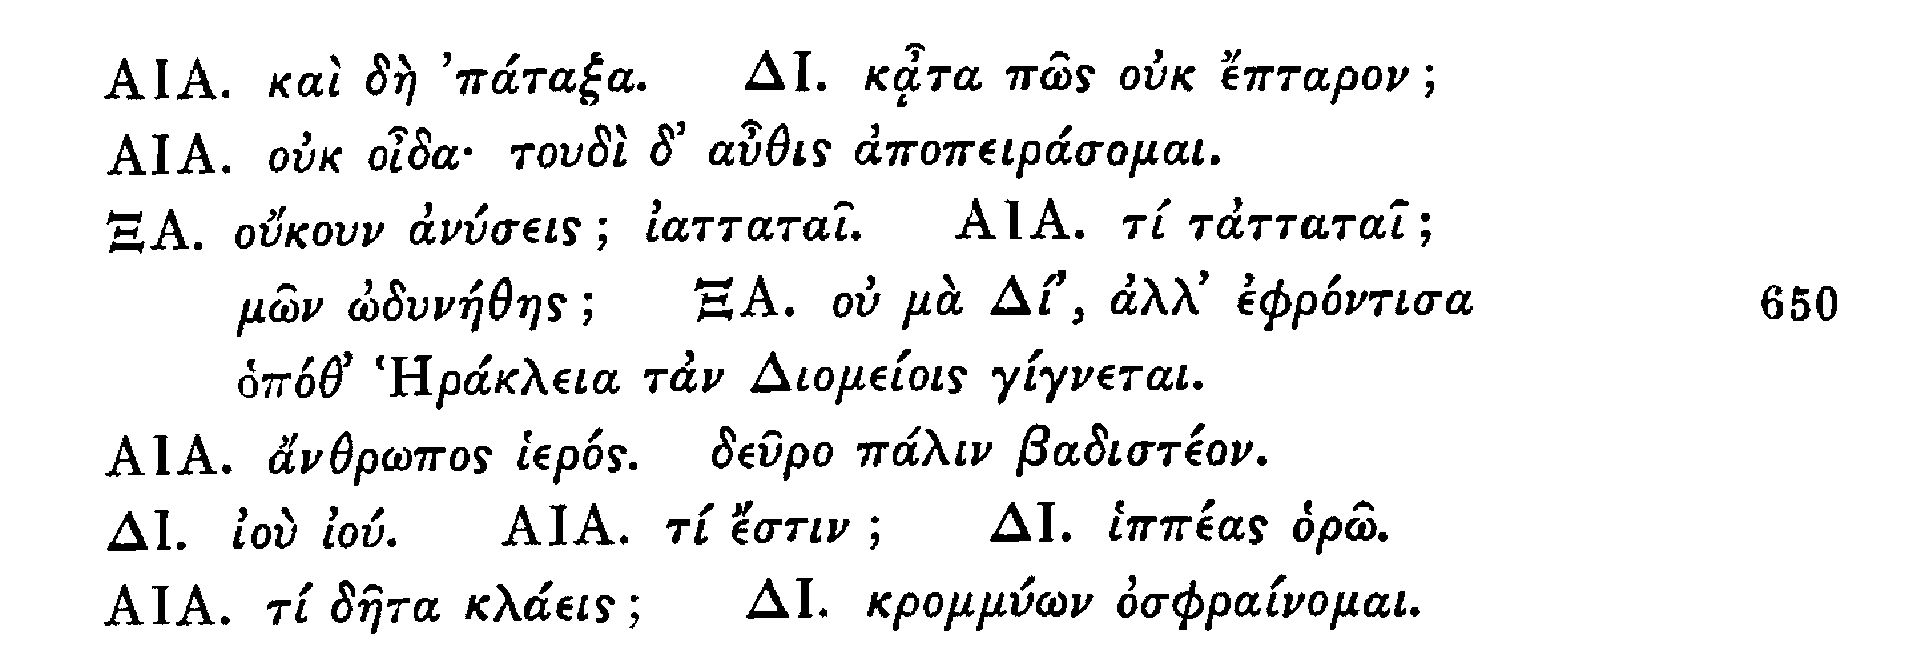 ΑΙΑ. καὶ δὴ ’πάταξα. ΔΙ. κᾆτα πῶς οὐκ ἔπταρον;
ΑΙΑ. οὐκ οἶδα· τουδὶ δ’ αὖθις ἀποπειράσομαι.
ΞΑ. οὔκουν ἀνύσεις; ἰατταταῖ. ΑΙΑ. τί τἀτταταῖ;
μῶν ὠδυνήθης; ΞΑ. οὐ μὰ Δί’, ἀλλ’ ἐφρόντισα 650
ὁπόθ’ Ἡράκλεια τἀν Διομείοις γίγνεται.
ΑΙΑ. ἅνθρωπος ἱερός. δεῦρο πάλιν βαδιστέον.
ΔΙ. ἰοὺ ἰού. ΑΙΑ. τί ἔστιν; ΔΙ. ἱππέας ὁρῶ.
ΑΙΑ. τί δῆτα κλάεις; ΔΙ. κρομμύων ὀσφραίνομαι.